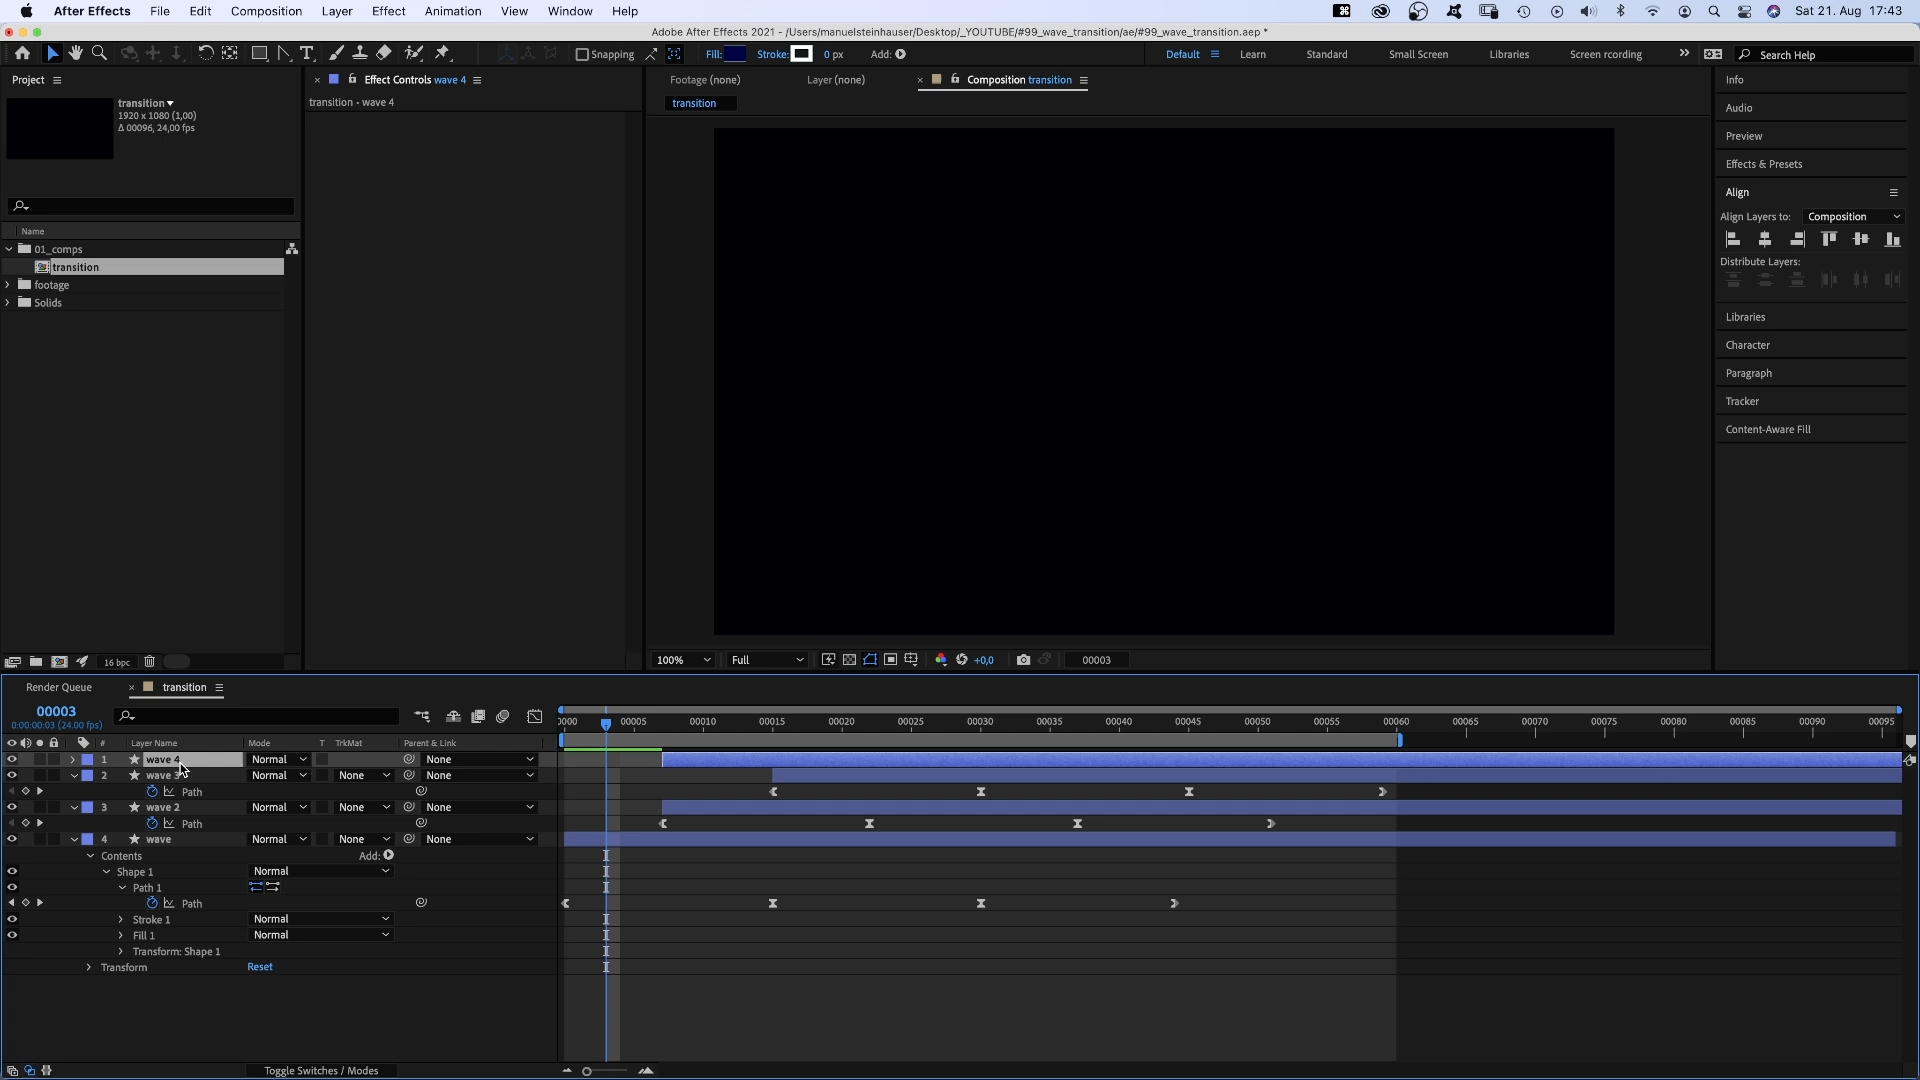 After Effects File Edit Composition Layer Effect Animation View Window Help Sat 21. Aug 17:43
Adobe After Effects 2021 - /Users/manuelsteinhauser/Desktop/_YOUTUBE/#99_wave_transition/ae/#99_wave_transition.aep *
Snapping Fill: Stroke: 0 px Add: Default Learn Standard Small Screen Libraries Screen rcording Search Help
Project Effect Controls wave 4 Footage (none) Layer (none) Composition transition Info
transition
1920 x 1080 (1,00)
Δ 00096, 24,00 fps
transition • wave 4
transition
Audio
Preview
Effects & Presets
Align
Align Layers to: Composition
Distribute Layers:
Libraries
Character
Paragraph
Tracker
Content-Aware Fill
Name
01_comps
transition
footage
Solids
16 bpc
100% Full +0,0 00003
Render Queue transition
00003
0:00:00:03 (24.00 fps)
0000 00005 00010 00015 00020 00025 00030 00035 00040 00045 00050 00055 00060 00065 00070 00075 00080 00085 00090 00095
# Layer Name Mode T TrkMat Parent & Link
1 wave 4 Normal None
2 wave 3 Normal None None
Path
3 wave 2 Normal None None
Path
4 wave Normal None None
Contents Add:
Shape 1 Normal
Path 1
Path
Stroke 1 Normal
Fill 1 Normal
Transform: Shape 1
Transform Reset
Toggle Switches / Modes